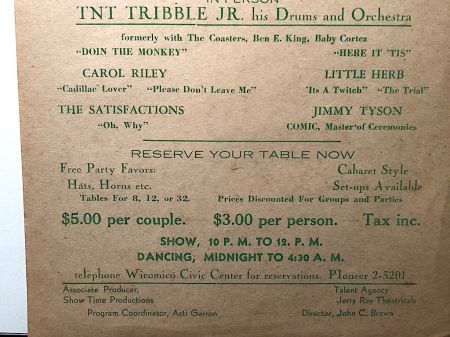 IN PERSON
TNT TRIBBLE JR. his Drums and Orchestra
formerly with The Coasters, Ben E. King, Baby Cortez
"DOIN THE MONKEY" "HERE IT 'TIS"
CAROL RILEY LITTLE HERB
"Cadillac Lover" "Please Don't Leave Me" "Its A Twitch" "The Trial"
THE SATISFACTIONS JIMMY TYSON
"Oh, Why" COMIC, Master of Ceremonies
RESERVE YOUR TABLE NOW
Free Party Favors: Cabaret Style
Hats, Horns etc. Set-ups Available
Tables For 8, 12, or 32. Prices Discounted For Groups and Parties
$5.00 per couple. $3.00 per person. Tax inc.
SHOW, 10 P. M. TO 12. P. M.
DANCING; MIDNIGHT TO 4:30 A. M.
telephone Wicomico Civic Center for reservations. PIoneer 2-3201
Associate Producer, Talent Agency
Show Time Productions Jerry Ray Theatricals
Program Coordinator, Asti Garron Director, John C. Brown